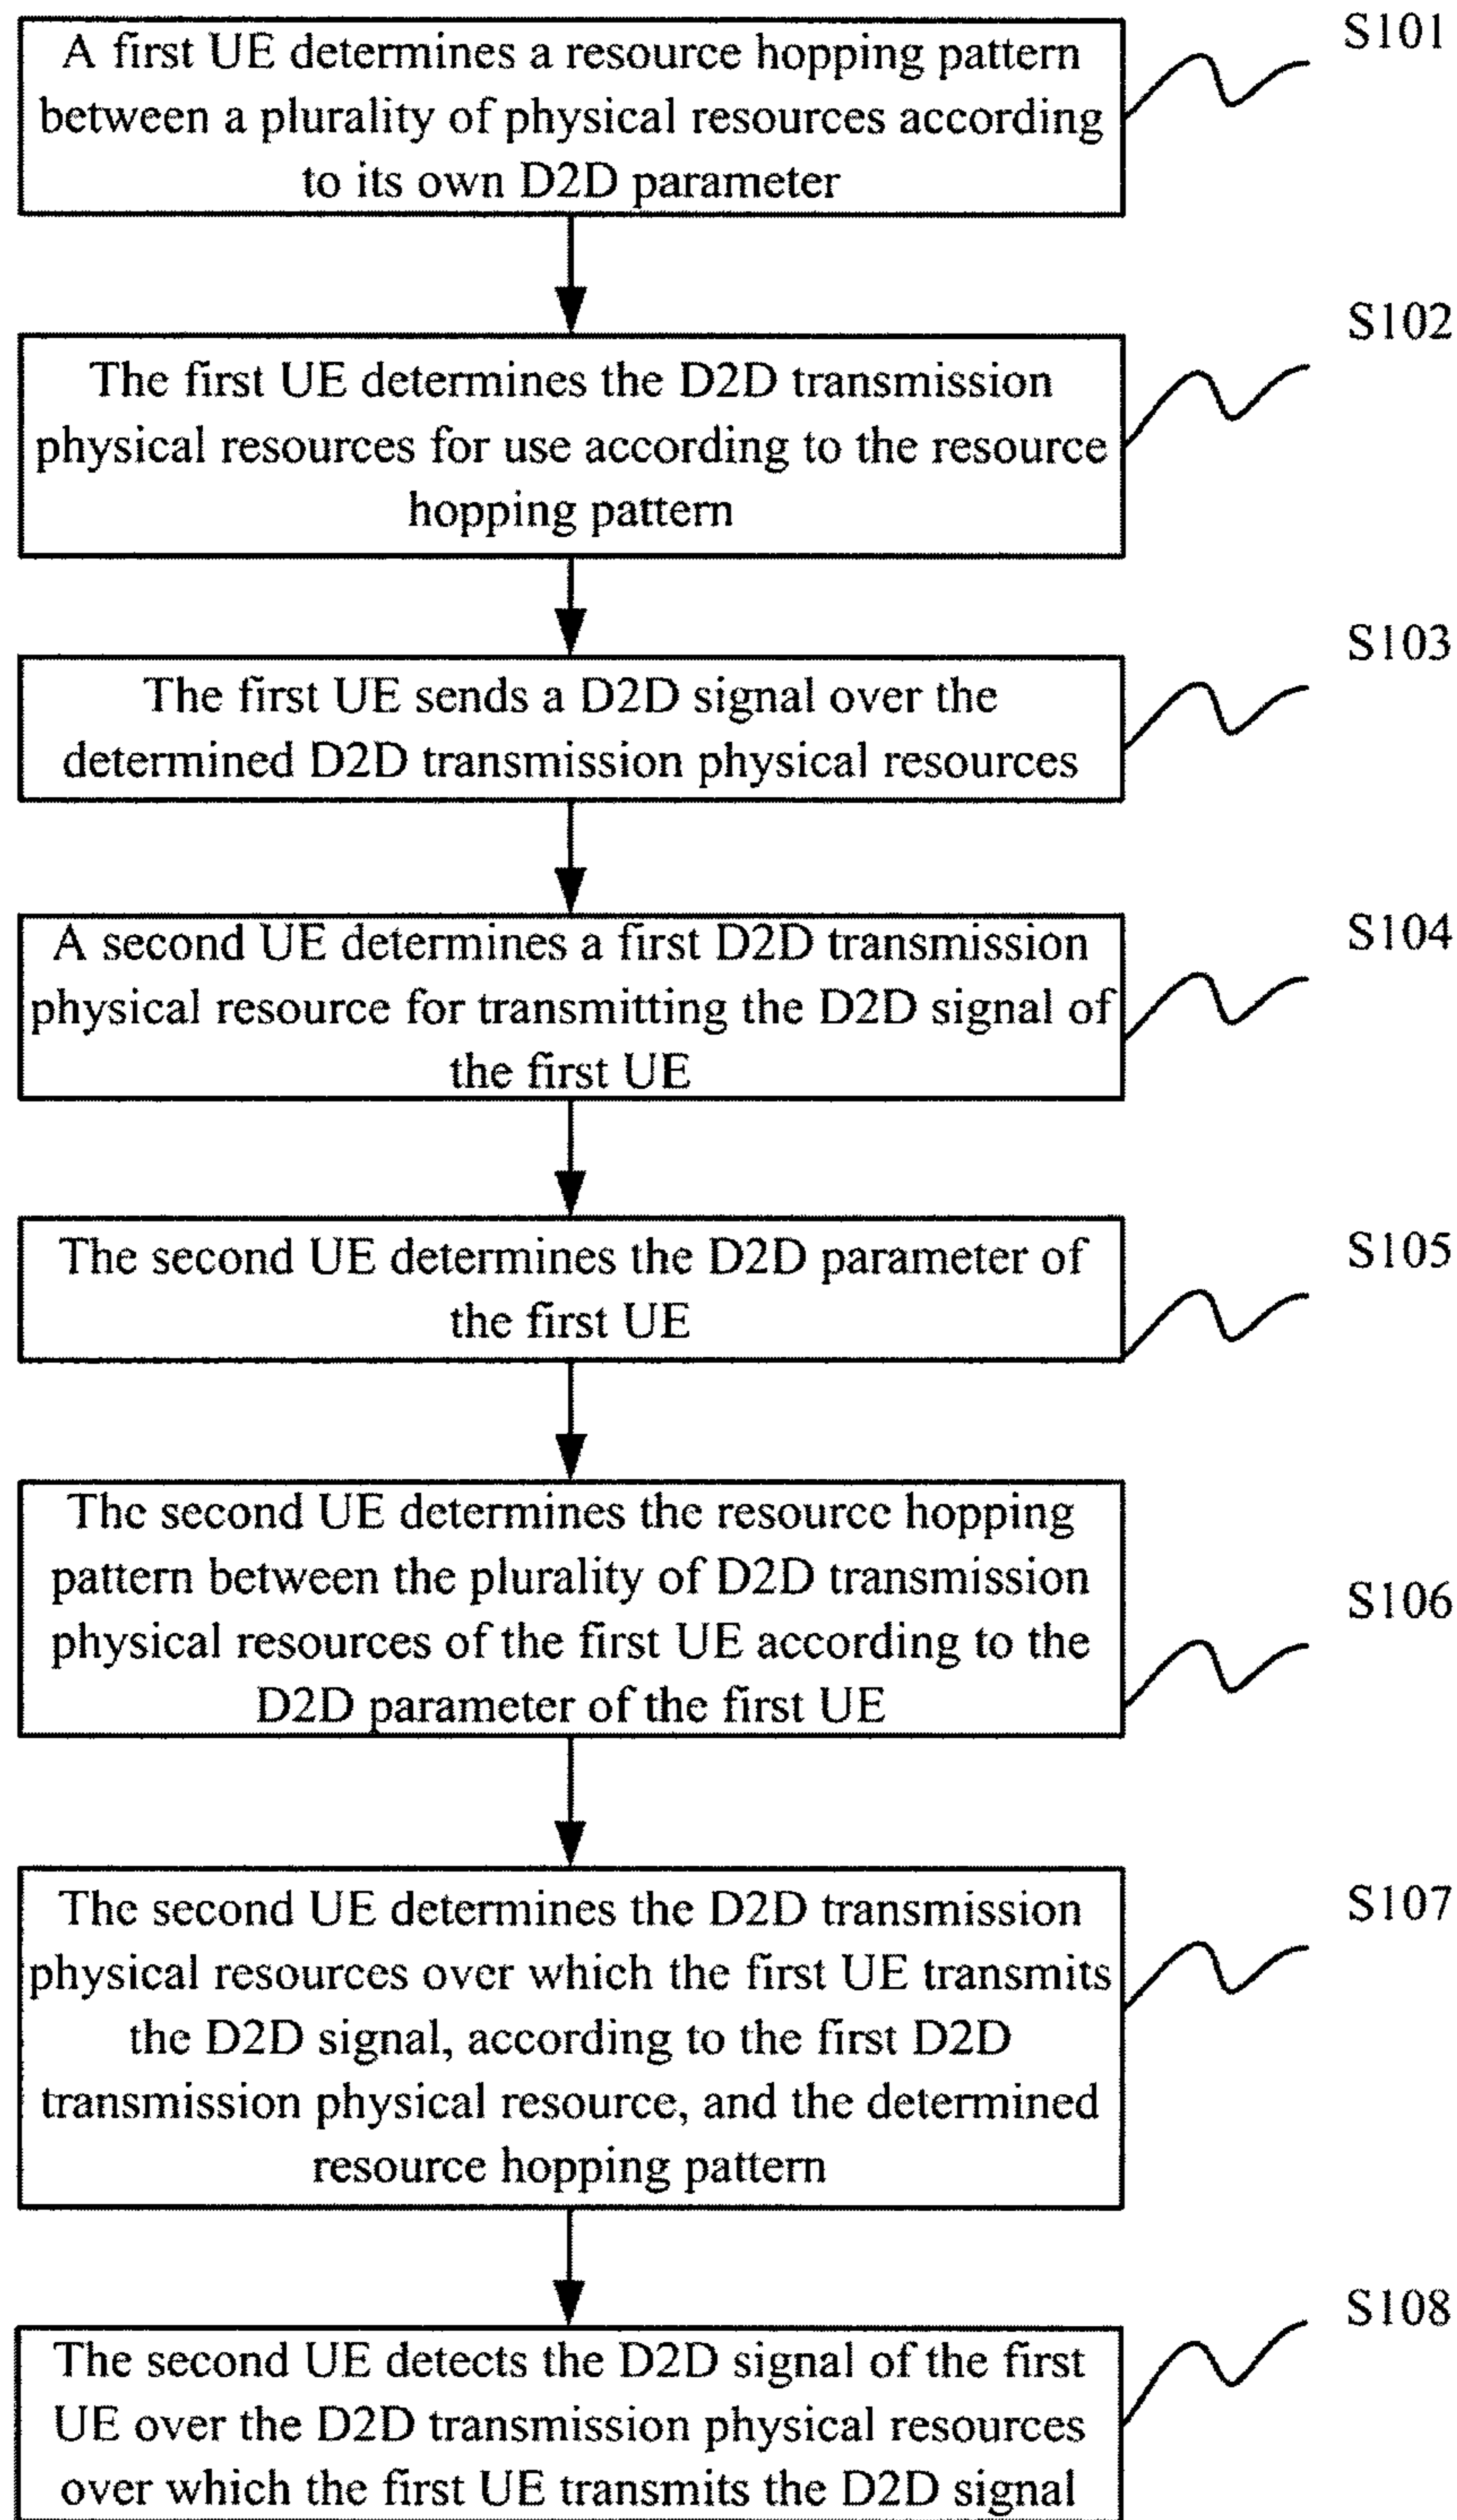 A first UE determines a resource hopping pattern
between a plurality of physical resources according
to its own D2D parameter
S101
The first UE determines the D2D transmission
physical resources for use according to the resource
hopping pattern
S102
The first UE sends a D2D signal over the
determined D2D transmission physical resources
S103
A second UE determines a first D2D transmission
physical resource for transmitting the D2D signal of
the first UE
S104
The second UE determines the D2D parameter of
the first UE
S105
The second UE determines the resource hopping
pattern between the plurality of D2D transmission
physical resources of the first UE according to the
D2D parameter of the first UE
S106
The second UE determines the D2D transmission
physical resources over which the first UE transmits
the D2D signal, according to the first D2D
transmission physical resource, and the determined
resource hopping pattern
S107
The second UE detects the D2D signal of the first
UE over the D2D transmission physical resources
over which the first UE transmits the D2D signal
S108